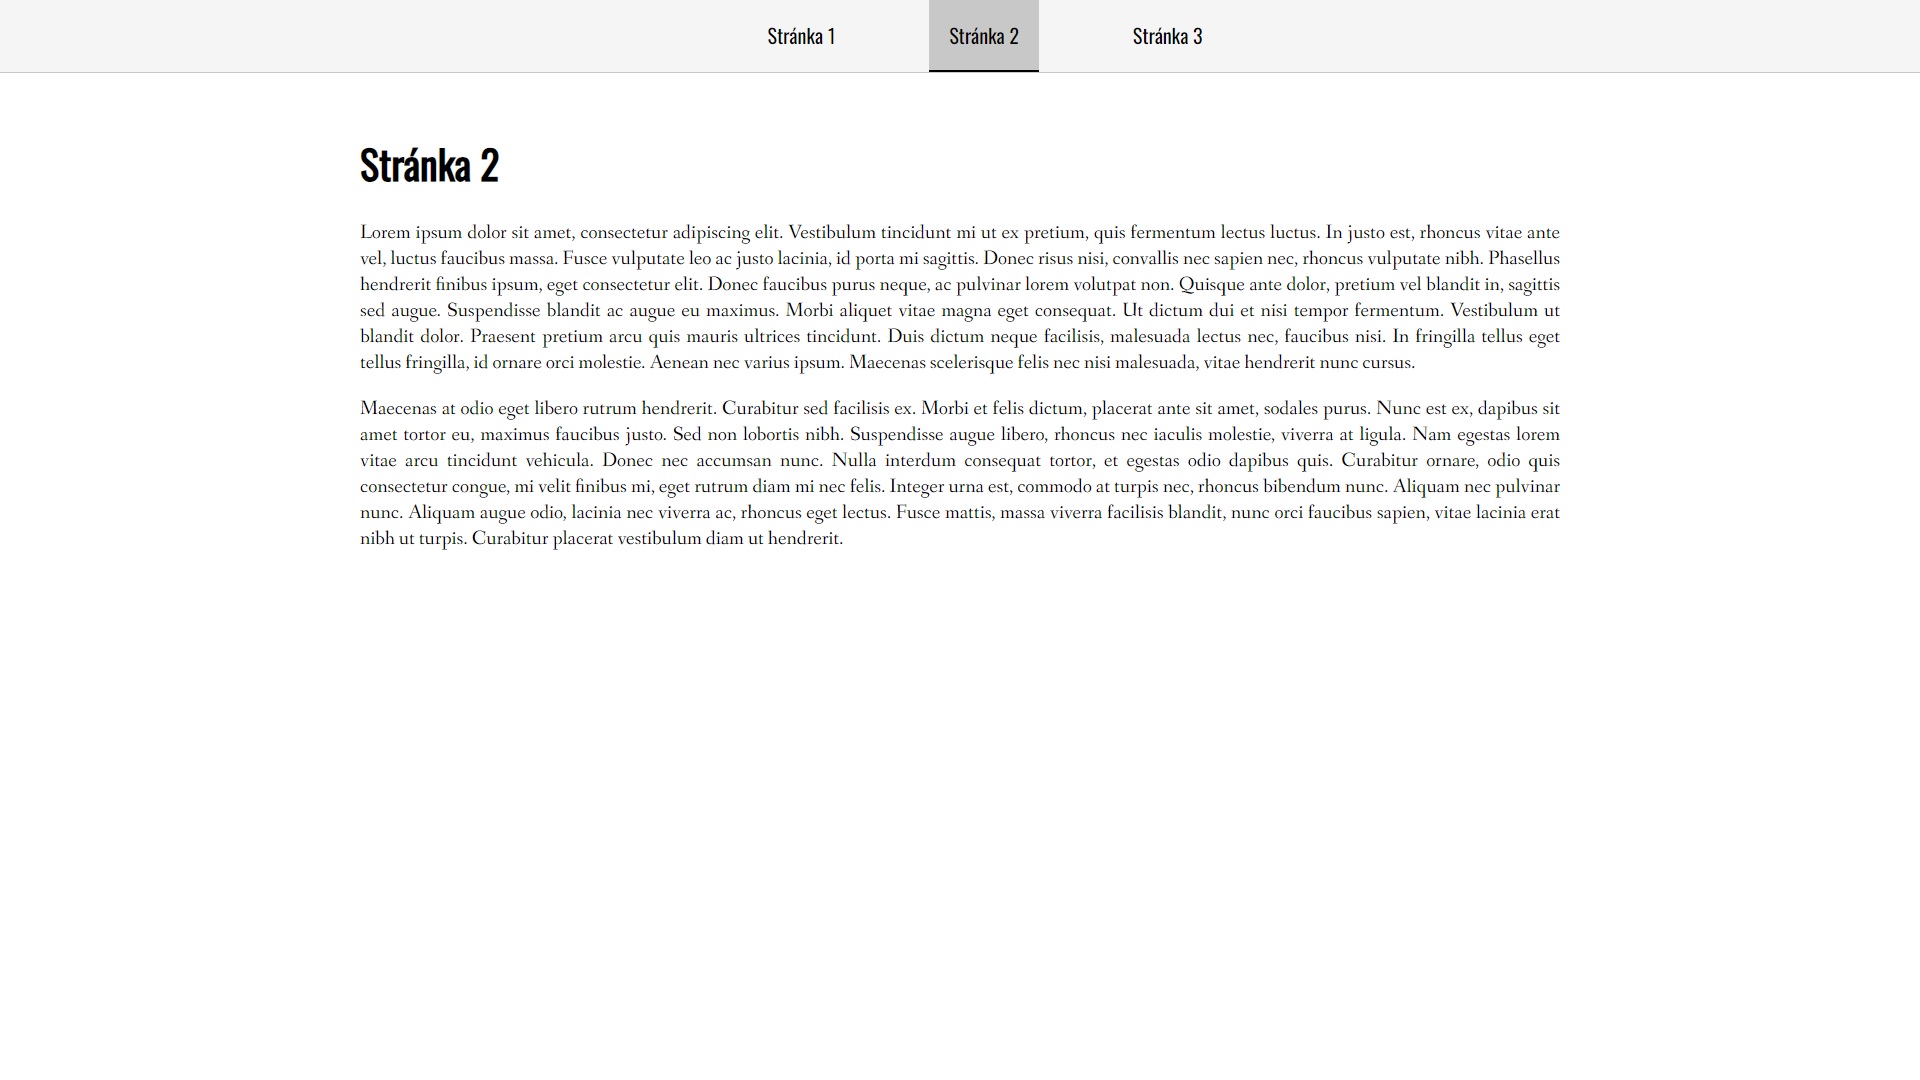 Stránka 1
Stránka 2
Stránka 3
Stránka 2
Lorem ipsum dolor sit amet, consectetur adipiscing elit. Vestibulum tincidunt mi ut ex pretium, quis fermentum lectus luctus. In justo est, rhoncus vitae ante
vel, luctus faucibus massa. Fusce vulputate leo ac justo lacinia, id porta mi sagittis. Donec risus nisi, convallis nec sapien nec, rhoncus vulputate nibh. Phasellus
hendrerit finibus ipsum, eget consectetur elit. Donec faucibus purus neque, ac pulvinar lorem volutpat non. Quisque ante dolor, pretium vel blandit in, sagittis
sed augue. Suspendisse blandit ac augue eu maximus. Morbi aliquet vitae magna eget consequat. Ut dictum dui et nisi tempor fermentum. Vestibulum ut
blandit dolor. Praesent pretium arcu quis mauris ultrices tincidunt. Duis dictum neque facilisis, malesuada lectus nec, faucibus nisi. In fringilla tellus eget
tellus fringilla, id ornare orci molestie. Aenean nec varius ipsum. Maecenas scelerisque felis nec nisi malesuada, vitae hendrerit nunc cursus.
Maecenas at odio eget libero rutrum hendrerit. Curabitur sed facilisis ex. Morbi et felis dictum, placerat ante sit amet, sodales purus. Nunc est ex, dapibus sit
amet tortor eu, maximus faucibus justo. Sed non lobortis nibh. Suspendisse augue libero, rhoncus nec iaculis molestie, viverra at ligula. Nam egestas lorem
vitae arcu tincidunt vehicula. Donec nec accumsan nunc. Nulla interdum consequat tortor, et egestas odio dapibus quis. Curabitur ornare, odio quis
consectetur congue, mi velit finibus mi, eget rutrum diam mi nec felis. Integer urna est, commodo at turpis nec, rhoncus bibendum nunc. Aliquam nec pulvinar
nunc. Aliquam augue odio, lacinia nec viverra ac, rhoncus eget lectus. Fusce mattis, massa viverra facilisis blandit, nunc orci faucibus sapien, vitae lacinia erat
nibh ut turpis. Curabitur placerat vestibulum diam ut hendrerit.